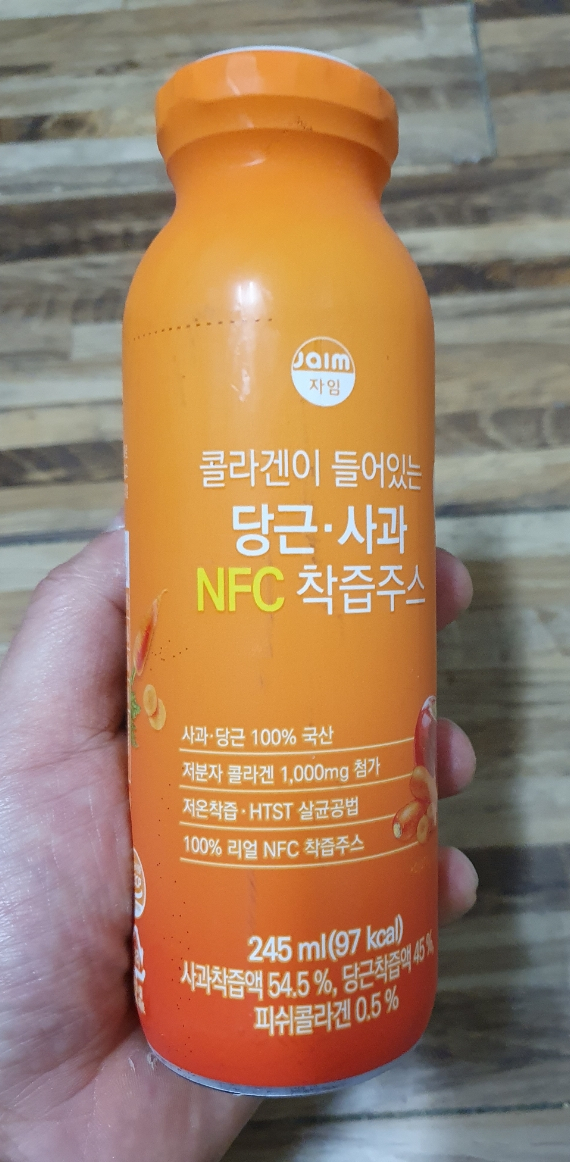 Jaim
자임
콜라겐이 들어있는
당근·사과
NFC 착즙주스
사과·당근 100% 국산
저분자 콜라겐 1,000mg 첨가
저온착즙·HTST 살균공법
100% 리얼 NFC 착즙주스
245 ml(97 kcal)
사과착즙액 54.5 %, 당근착즙액 45 %
피쉬콜라겐 0.5 %